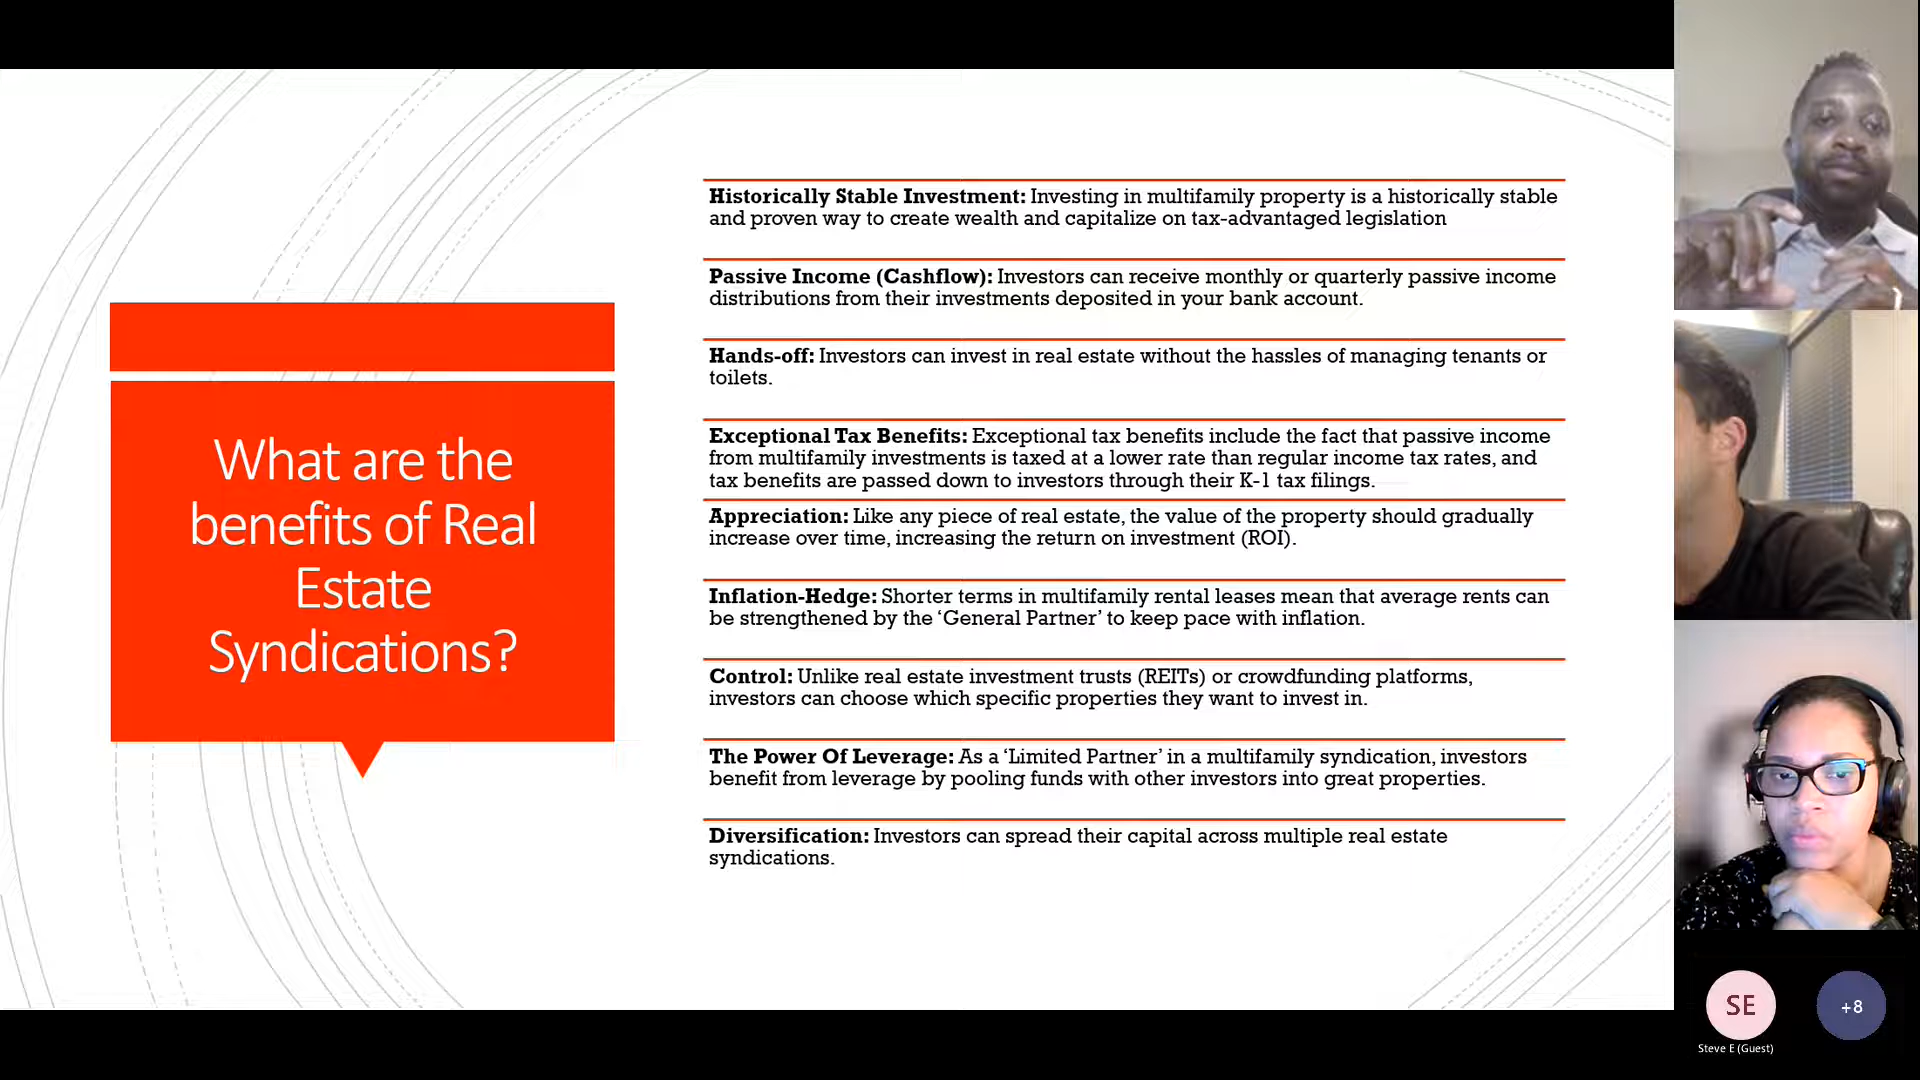 What are the
benefits of Real
Estate
Syndications?
Historically Stable Investment: Investing in multifamily property is a historically stable
and proven way to create wealth and capitalize on tax-advantaged legislation
Passive Income (Cashflow): Investors can receive monthly or quarterly passive income
distributions from their investments deposited in your bank account.
Hands-off: Investors can invest in real estate without the hassles of managing tenants or
toilets.
Exceptional Tax Benefits: Exceptional tax benefits include the fact that passive income
from multifamily investments is taxed at a lower rate than regular income tax rates, and
tax benefits are passed down to investors through their K-1 tax filings.
Appreciation: Like any piece of real estate, the value of the property should gradually
increase over time, increasing the return on investment (ROI).
Inflation-Hedge: Shorter terms in multifamily rental leases mean that average rents can
be strengthened by the ‘General Partner’ to keep pace with inflation.
Control: Unlike real estate investment trusts (REITs) or crowdfunding platforms,
investors can choose which specific properties they want to invest in.
The Power Of Leverage: As a ‘Limited Partner’ in a multifamily syndication, investors
benefit from leverage by pooling funds with other investors into great properties.
Diversification: Investors can spread their capital across multiple real estate
syndications.
SE
+8
Steve E (Guest)